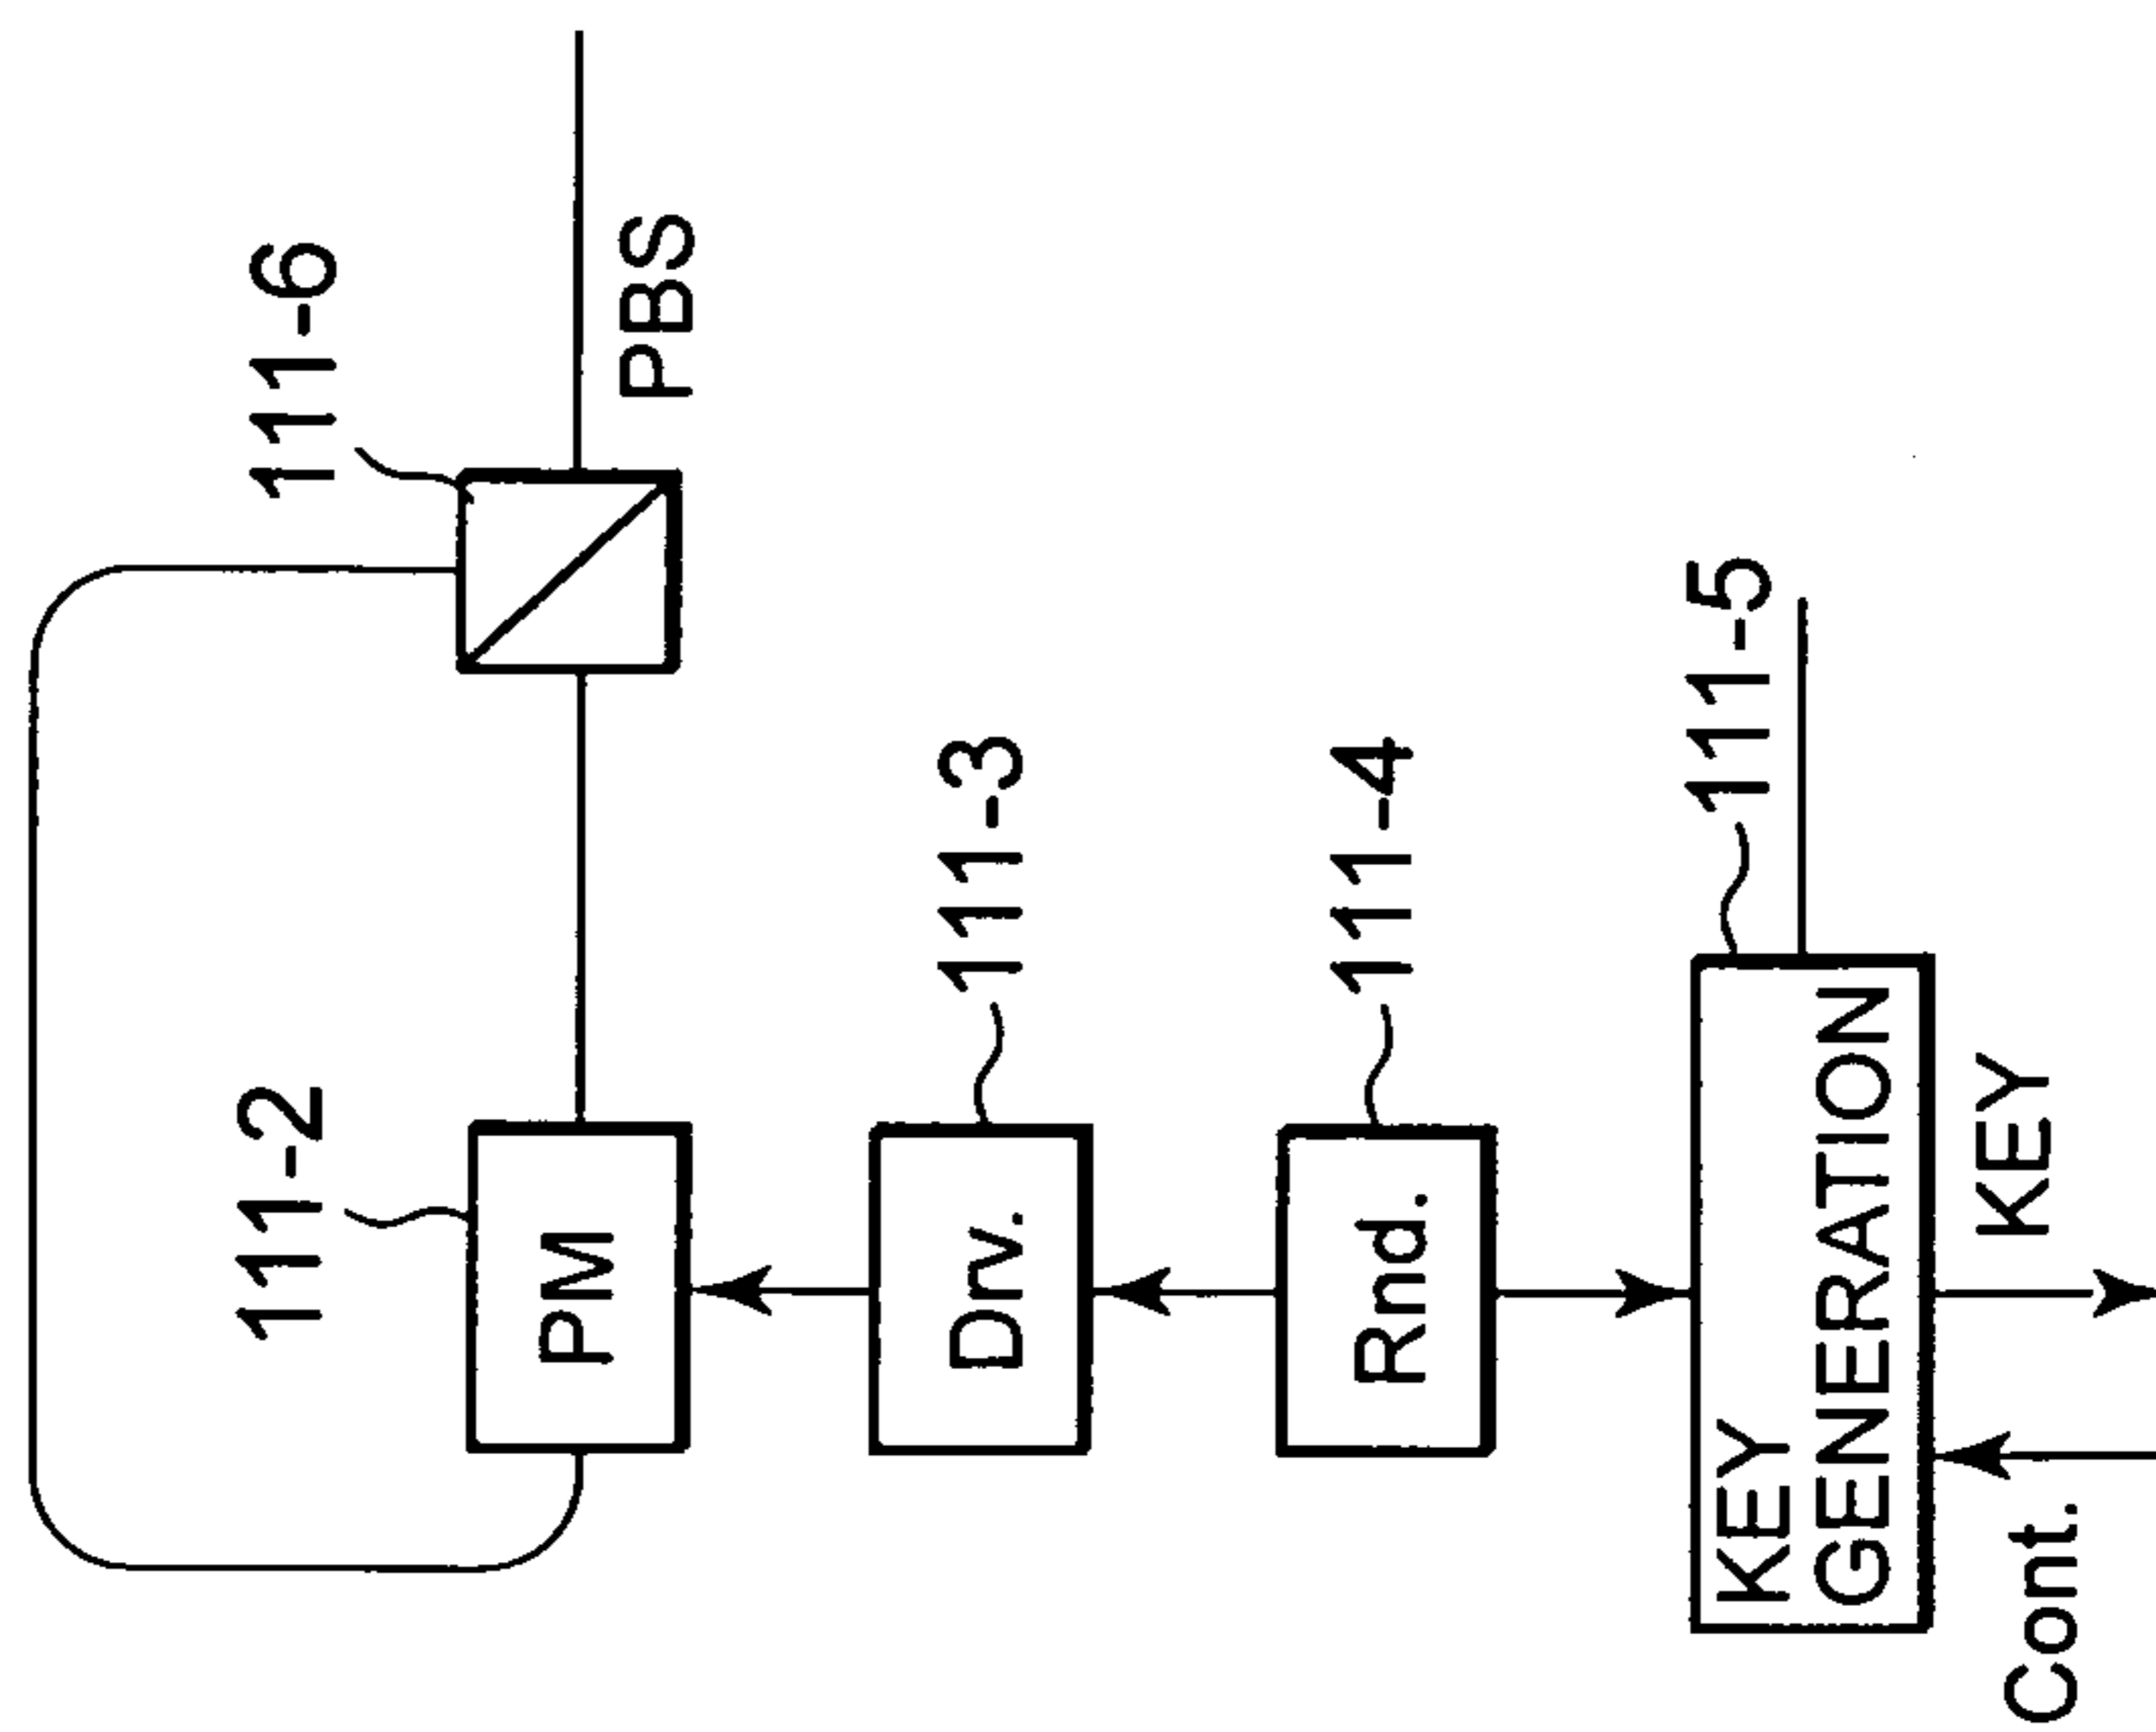 111-6
PBS
111-2
PM
111-3
Drv.
111-4
Rnd.
111-5
KEY
GENERATION
KEY
Cont.